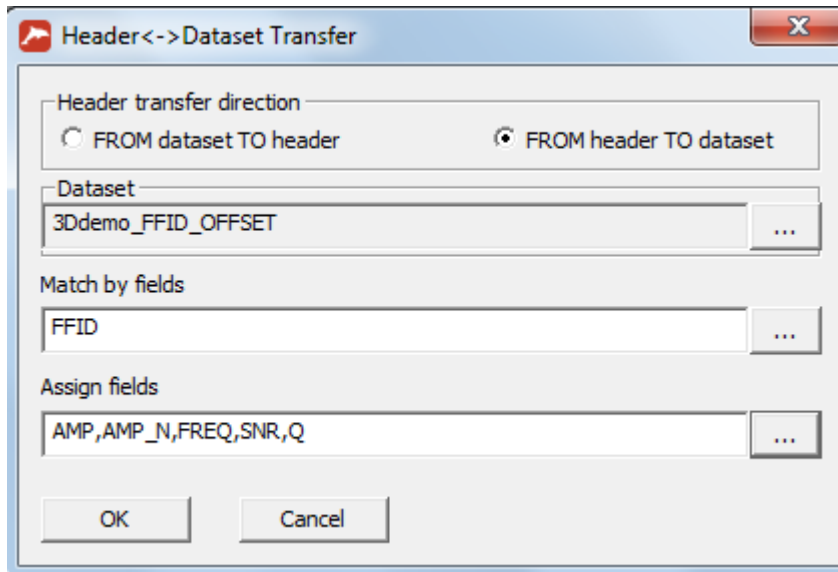 Header<->Dataset Transfer
Header transfer direction
FROM dataset TO header
FROM header TO dataset
Dataset
3Ddemo_FFID_OFFSET
...
Match by fields
FFID
...
Assign fields
AMP,AMP_N,FREQ,SNR,Q
...
OK
Cancel